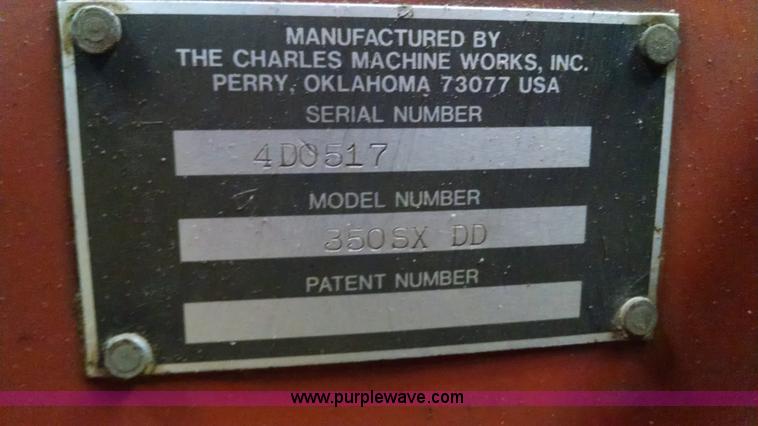 MANUFACTURED BY
THE CHARLES MACHINE WORKS, INC.
PERRY, OKLAHOMA 73077 USA
SERIAL NUMBER
4D0517
MODEL NUMBER
350SX DD
PATENT NUMBER
www.purplewave.com